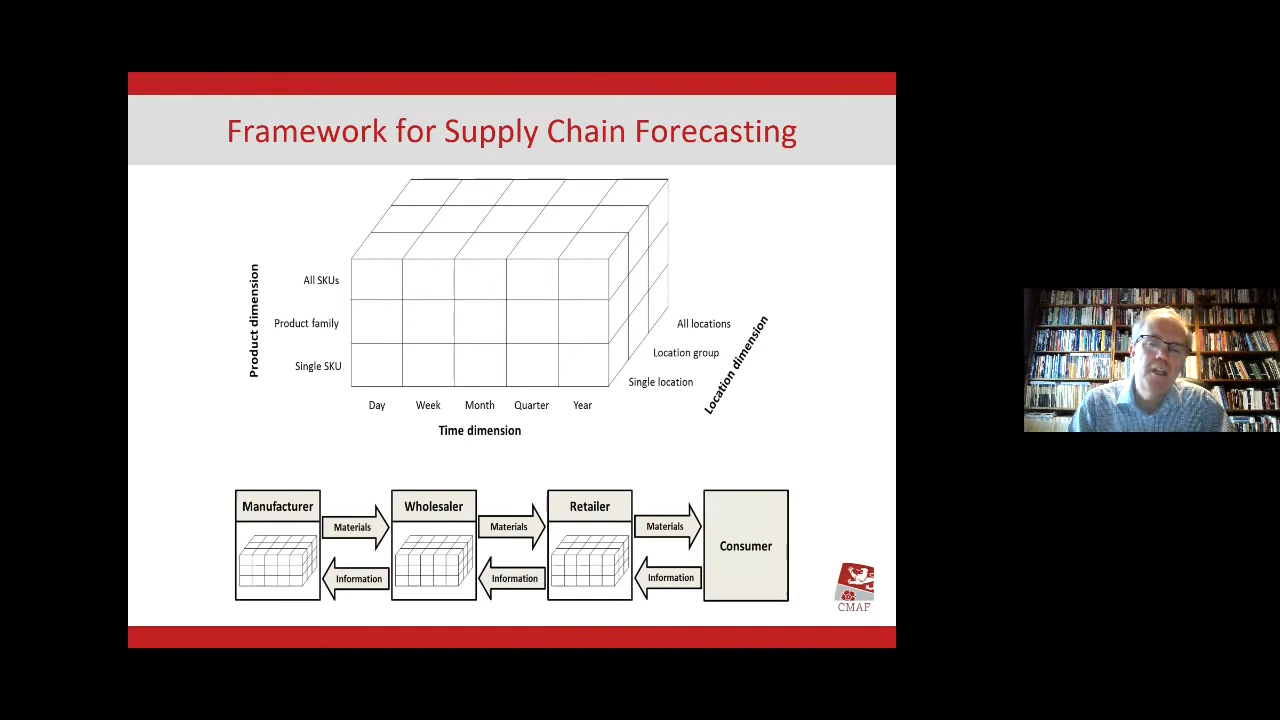 Framework for Supply Chain Forecasting
Product dimension
All SKUs
Product family
Single SKU
Day Week Month Quarter Year
Time dimension
All locations
Location group
Single location
Location dimension
Manufacturer
Materials
Information
Wholesaler
Materials
Information
Retailer
Materials
Information
Consumer
CMAF